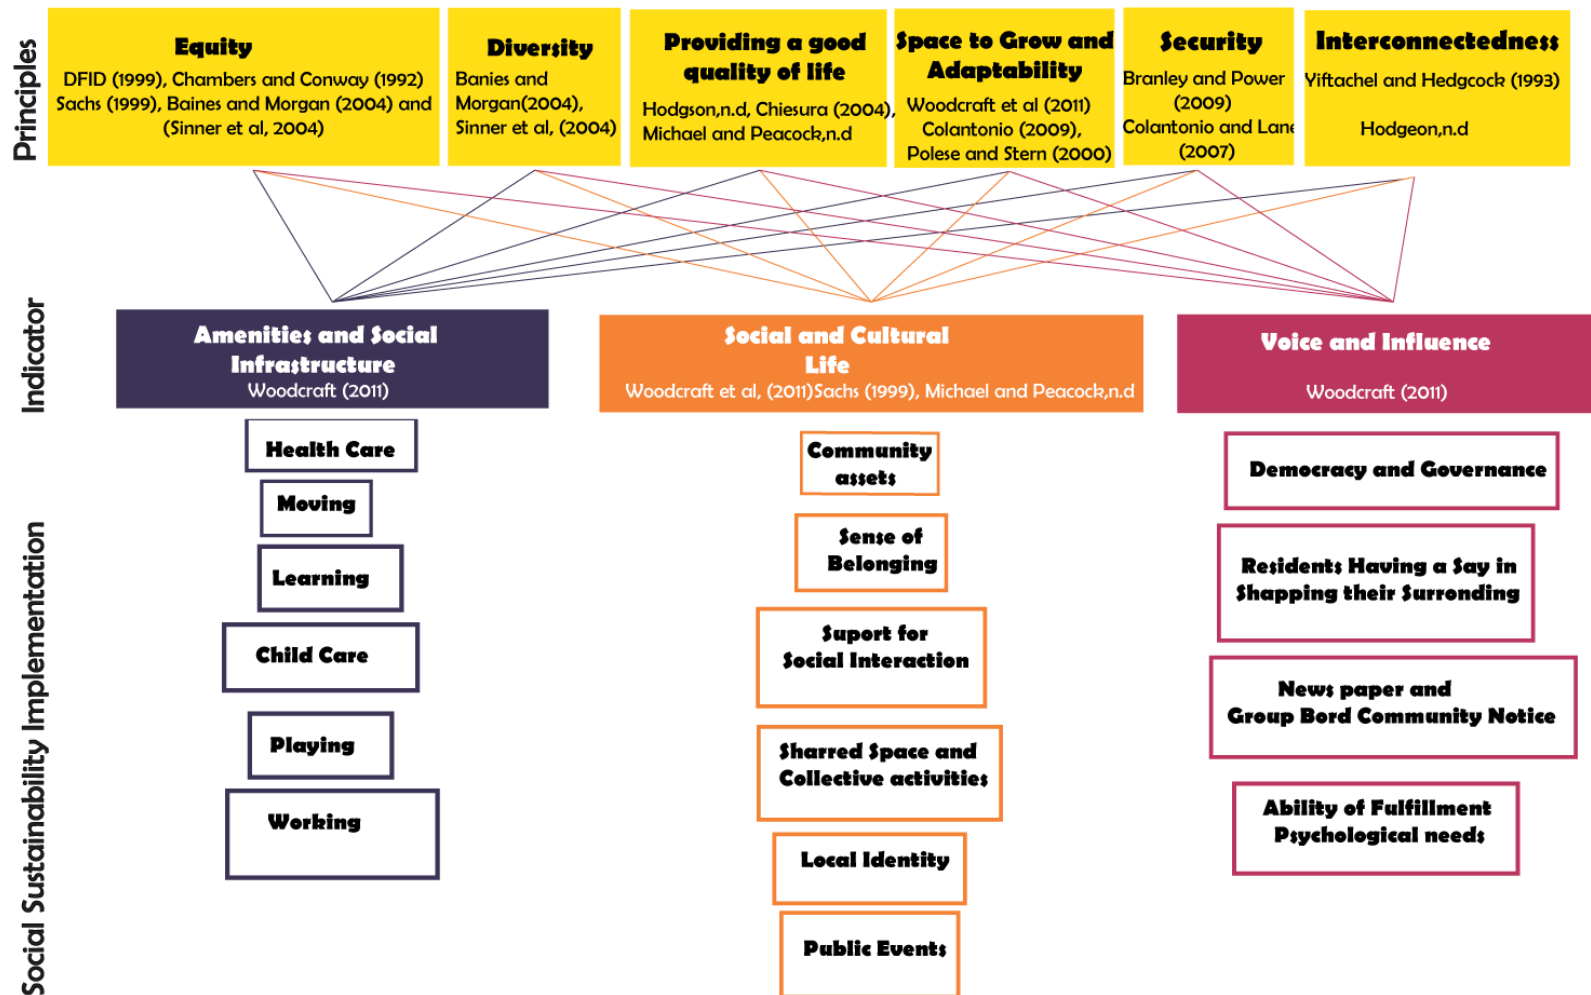 Principles
Equity
DFID (1999), Chambers and Conway (1992)
Sachs (1999), Baines and Morgan (2004) and
(Sinner et al, 2004)
Diversity
Banies and
Morgan(2004),
Sinner et al, (2004)
Providing a good
quality of life
Hodgson,n.d, Chiesura (2004),
Michael and Peacock,n.d
Space to Grow and
Adaptability
Woodcraft et al (2011)
Colantonio (2009),
Polese and Stern (2000)
Security
Branley and Power
(2009)
Colantonio and Lane
(2007)
Interconnectedness
Yiftachel and Hedgcock (1993)
Hodgeon,n.d
Indicator
Amenities and Social
Infrastructure
Woodcraft (2011)
Social and Cultural
Life
Woodcraft et al, (2011)Sachs (1999), Michael and Peacock,n.d
Voice and Influence
Woodcraft (2011)
Social Sustainability Implementation
Health Care
Moving
Learning
Child Care
Playing
Working
Community
assets
Sense of
Belonging
Suport for
Social Interaction
Sharred Space and
Collective activities
Local Identity
Public Events
Democracy and Governance
Residents Having a Say in
Shapping their Surronding
News paper and
Group Bord Community Notice
Ability of Fulfillment
Psychological needs